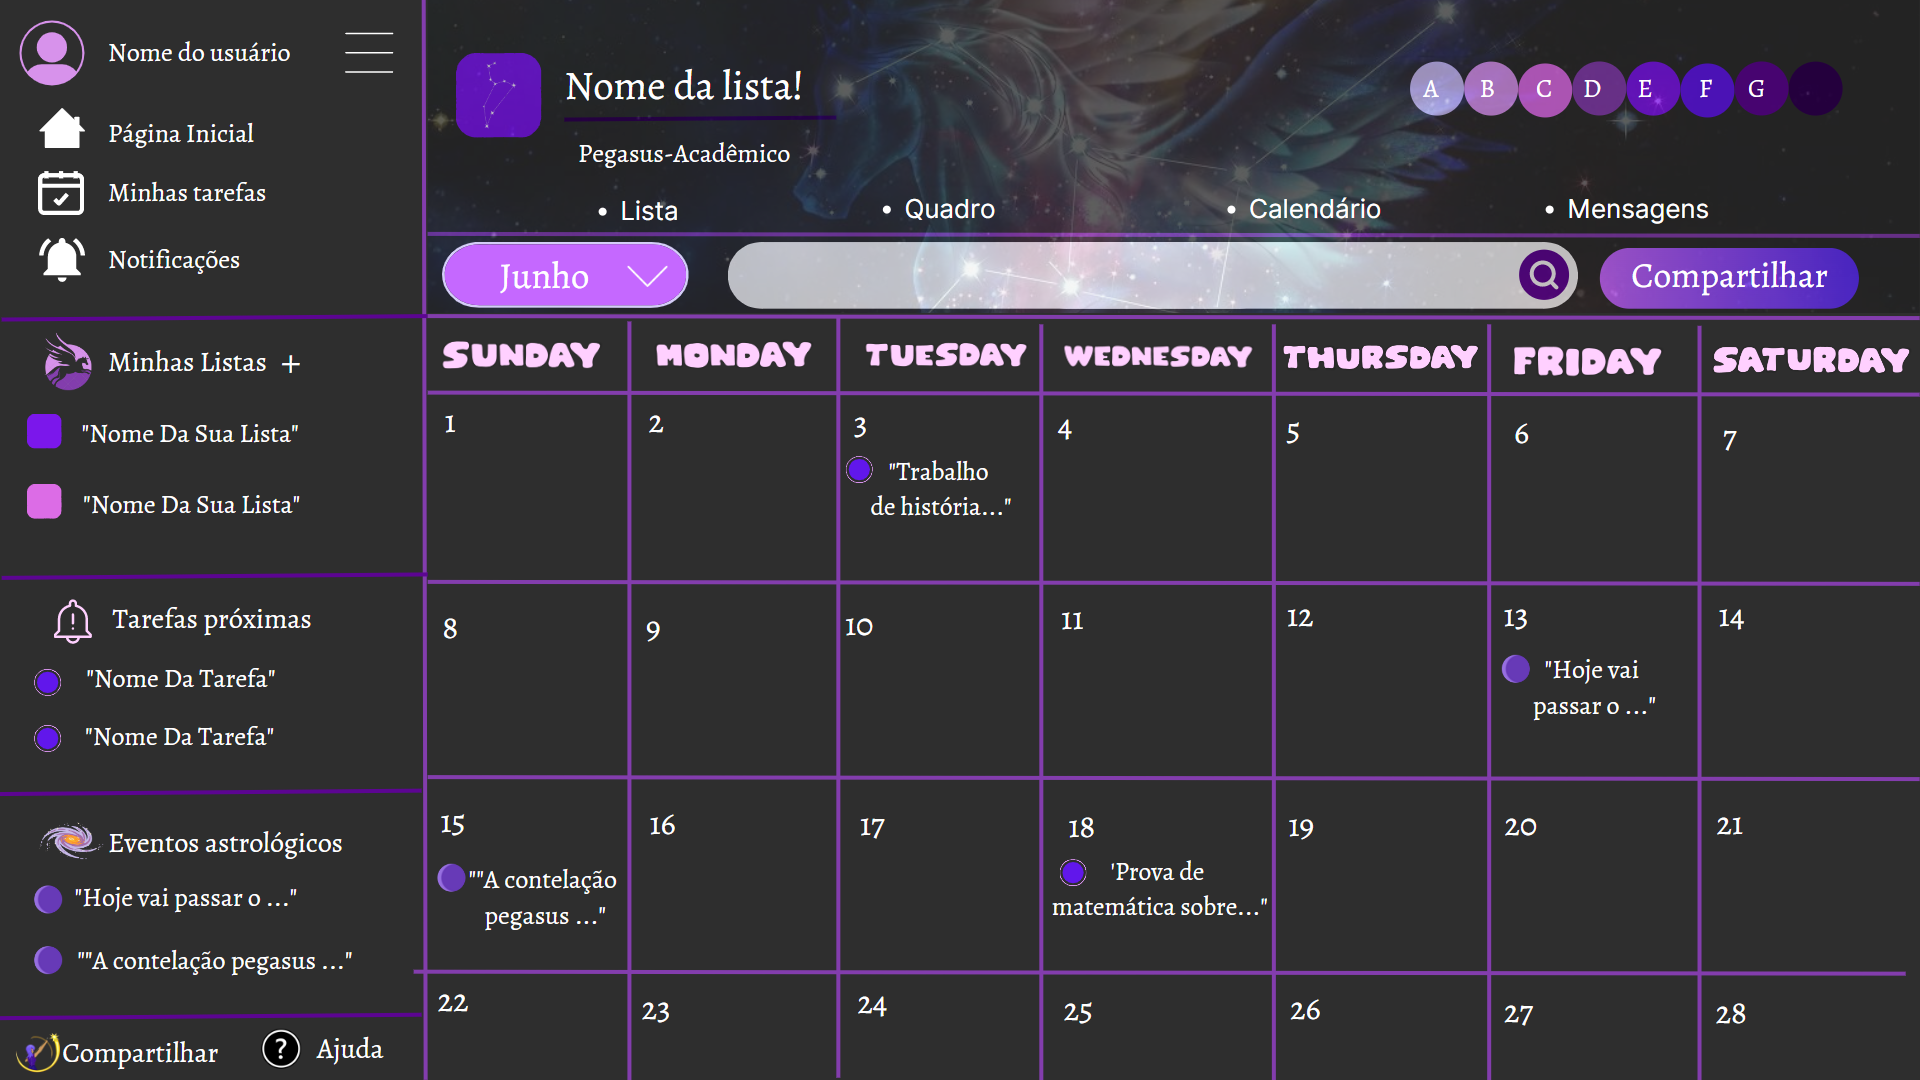 Nome do usuário
Página Inicial
Minhas tarefas
Notificações
Minhas Listas +
"Nome Da Sua Lista"
"Nome Da Sua Lista"
Tarefas próximas
"Nome Da Tarefa"
"Nome Da Tarefa"
Eventos astrológicos
"Hoje vai passar o ..."
""A contelação pegasus ..."
Compartilhar
? Ajuda
Nome da lista!
Pegasus-Acadêmico
A B C D E F G
• Lista • Quadro • Calendário • Mensagens
Junho
Compartilhar
SUNDAY MONDAY TUESDAY WEDNESDAY THURSDAY FRIDAY SATURDAY
1 2 3 4 5 6 7
"Trabalho
de história..."
8 9 10 11 12 13 14
"Hoje vai
passar o ..."
15 16 17 18 19 20 21
""A contelação
pegasus ..."
'Prova de
matemática sobre..."
22 23 24 25 26 27 28